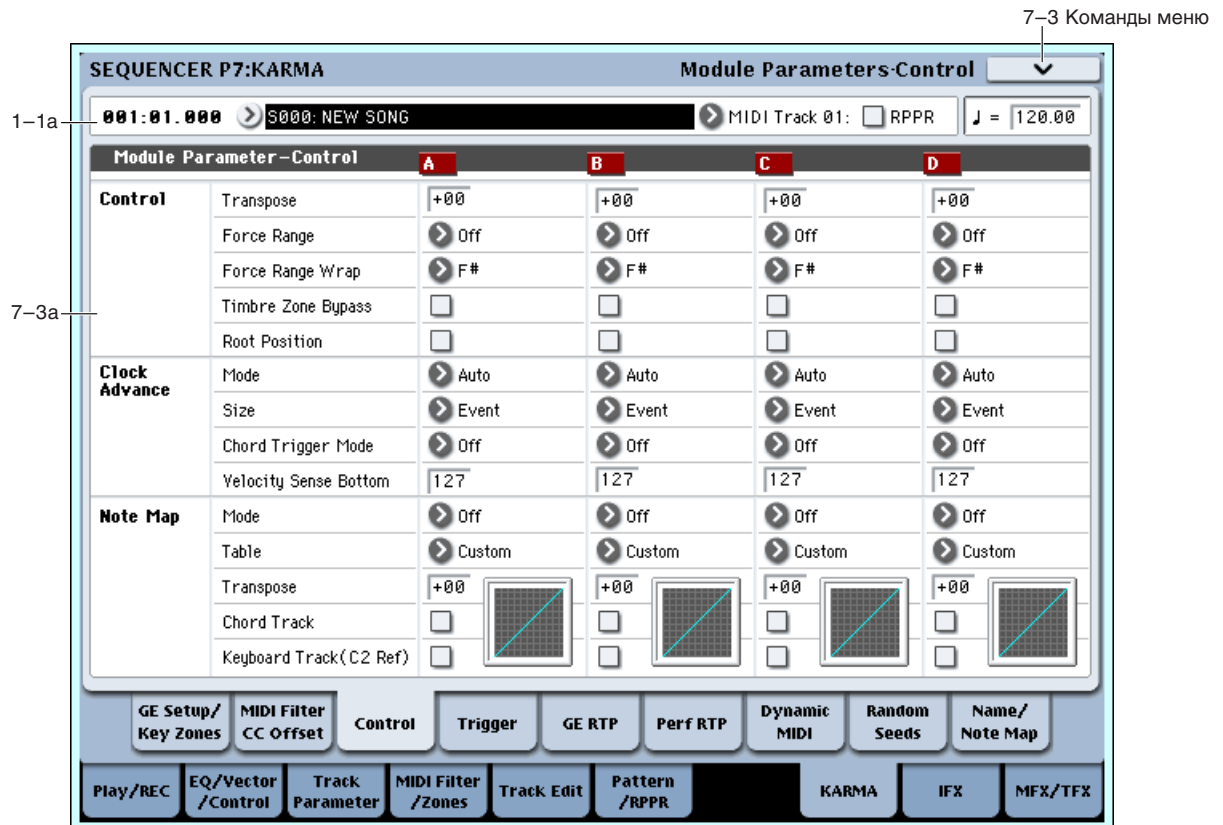 7–3 Команды меню
SEQUENCER P7:KARMA Module Parameters-Control
1–1a
001:01.000 S000: NEW SONG MIDI Track 01: RPPR ♩ = 120.00
Module Parameter-Control A B C D
Control Transpose +00 +00 +00 +00
Force Range Off Off Off Off
Force Range Wrap F# F# F# F#
7–3a
Timbre Zone Bypass
Root Position
Clock Advance Mode Auto Auto Auto Auto
Size Event Event Event Event
Chord Trigger Mode Off Off Off Off
Velocity Sense Bottom 127 127 127 127
Note Map Mode Off Off Off Off
Table Custom Custom Custom Custom
Transpose +00 +00 +00 +00
Chord Track
Keyboard Track(C2 Ref)
GE Setup/ Key Zones
MIDI Filter CC Offset
Control
Trigger
GE RTP
Perf RTP
Dynamic MIDI
Random Seeds
Name/ Note Map
Play/REC
EQ/Vector /Control
Track Parameter
MIDI Filter /Zones
Track Edit
Pattern /RPPR
KARMA
IFX
MFX/TFX